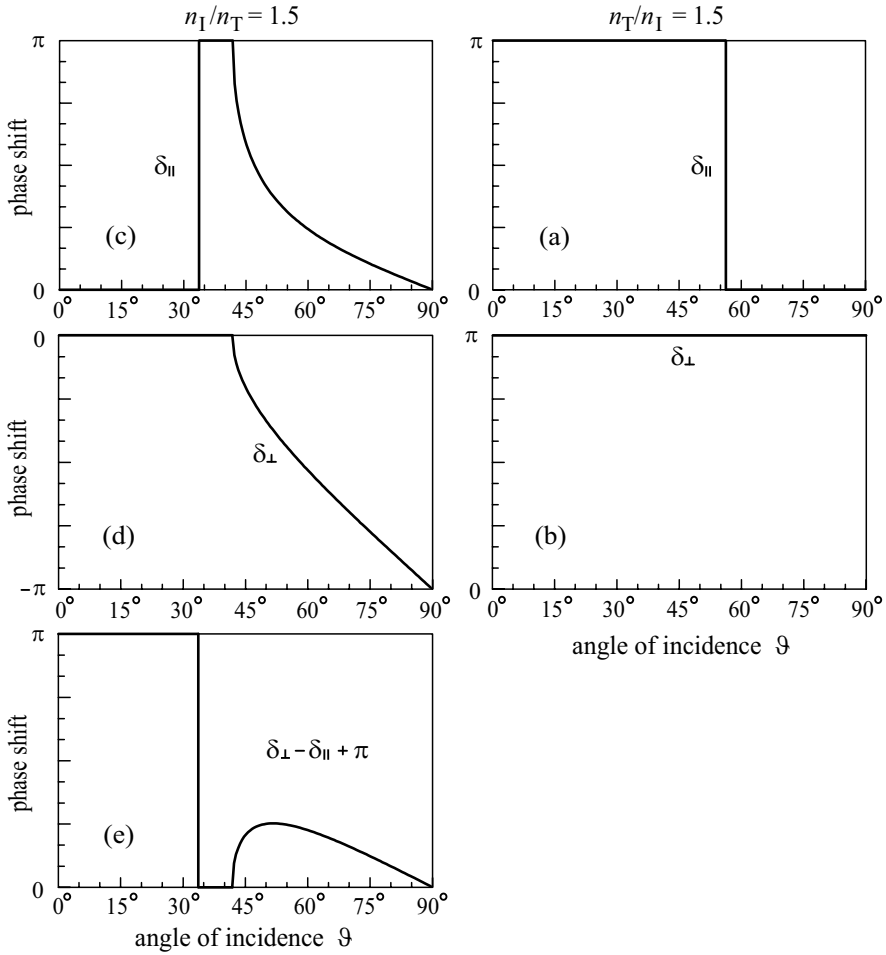 n_I/n_T = 1.5
n_T/n_I = 1.5
π
phase shift
δ_∥
(c)
0
0° 15° 30° 45° 60° 75° 90°
π
δ_∥
(a)
0
0° 15° 30° 45° 60° 75° 90°
0
phase shift
δ_⊥
(d)
−π
0° 15° 30° 45° 60° 75° 90°
π
δ_⊥
(b)
0
0° 15° 30° 45° 60° 75° 90°
angle of incidence ϑ
π
phase shift
δ_⊥ − δ_∥ + π
(e)
0
0° 15° 30° 45° 60° 75° 90°
angle of incidence ϑ